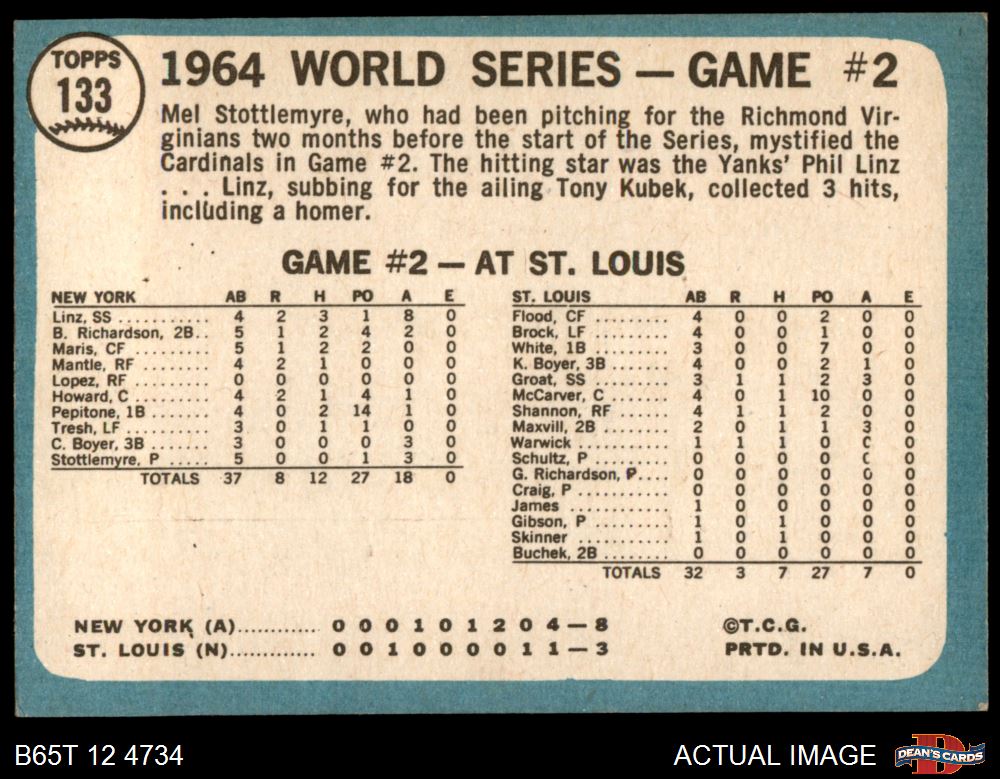 TOPPS
133
1964 WORLD SERIES — GAME #2
Mel Stottlemyre, who had been pitching for the Richmond Vir-
ginians two months before the start of the Series, mystified the
Cardinals in Game #2. The hitting star was the Yanks' Phil Linz
. . . Linz, subbing for the ailing Tony Kubek, collected 3 hits,
including a homer.
GAME #2 — AT ST. LOUIS
NEW YORK AB R H PO A E
Linz, SS ........... 4 2 3 1 8 0
B. Richardson, 2B.. 5 1 2 4 2 0
Maris, CF ......... 5 1 2 2 0 0
Mantle, RF ........ 4 2 1 0 0 0
Lopez, RF ......... 0 0 0 0 0 0
Howard, C ........ 4 2 1 4 1 0
Pepitone, 1B ...... 4 0 2 14 1 0
Tresh, LF .......... 3 0 1 1 0 0
C. Boyer, 3B ...... 3 0 0 0 3 0
Stottlemyre, P ..... 5 0 0 1 3 0
TOTALS 37 8 12 27 18 0
ST. LOUIS AB R H PO A E
Flood, CF .......... 4 0 0 2 0 0
Brock, LF .......... 4 0 0 1 0 0
White, 1B .......... 3 0 0 7 0 0
K. Boyer, 3B ....... 4 0 0 2 1 0
Groat, SS .......... 3 1 1 2 3 0
McCarver, C ....... 4 0 1 10 0 0
Shannon, RF ....... 4 1 1 2 0 0
Maxvill, 2B ........ 2 0 1 1 3 0
Warwick .......... 1 1 1 0 0 0
Schultz, P ......... 0 0 0 0 0 0
G. Richardson, P.... 0 0 0 0 0 0
Craig, P ........... 0 0 0 0 0 0
James ............ 1 0 0 0 0 0
Gibson, P ......... 1 0 1 0 0 0
Skinner ........... 1 0 1 0 0 0
Buchek, 2B ........ 0 0 0 0 0 0
TOTALS 32 3 7 27 7 0
NEW YORK (A)............ 0 0 0 1 0 1 2 0 4 — 8
ST. LOUIS (N)............. 0 0 1 0 0 0 0 1 1 — 3
©T.C.G.
PRTD. IN U.S.A.
B65T 12 4734
ACTUAL IMAGE
D
DEAN'S CARDS